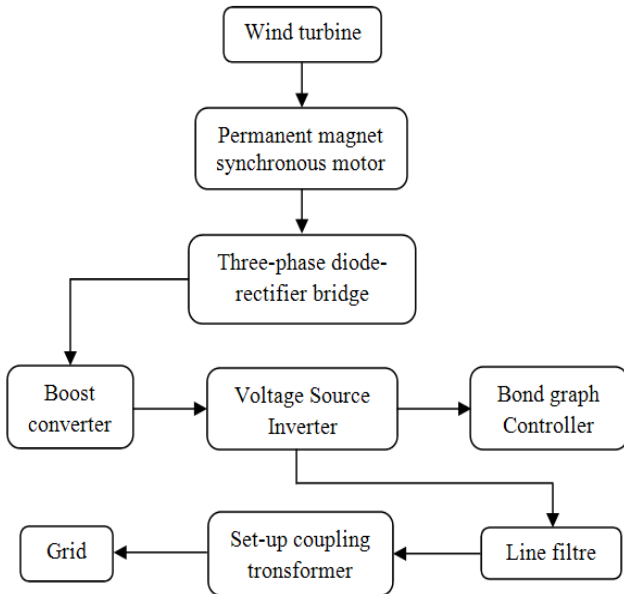 Wind turbine
Permanent magnet
synchronous motor
Three-phase diode-
rectifier bridge
Boost
converter
Voltage Source
Inverter
Bond graph
Controller
Grid
Set-up coupling
tronsformer
Line filtre